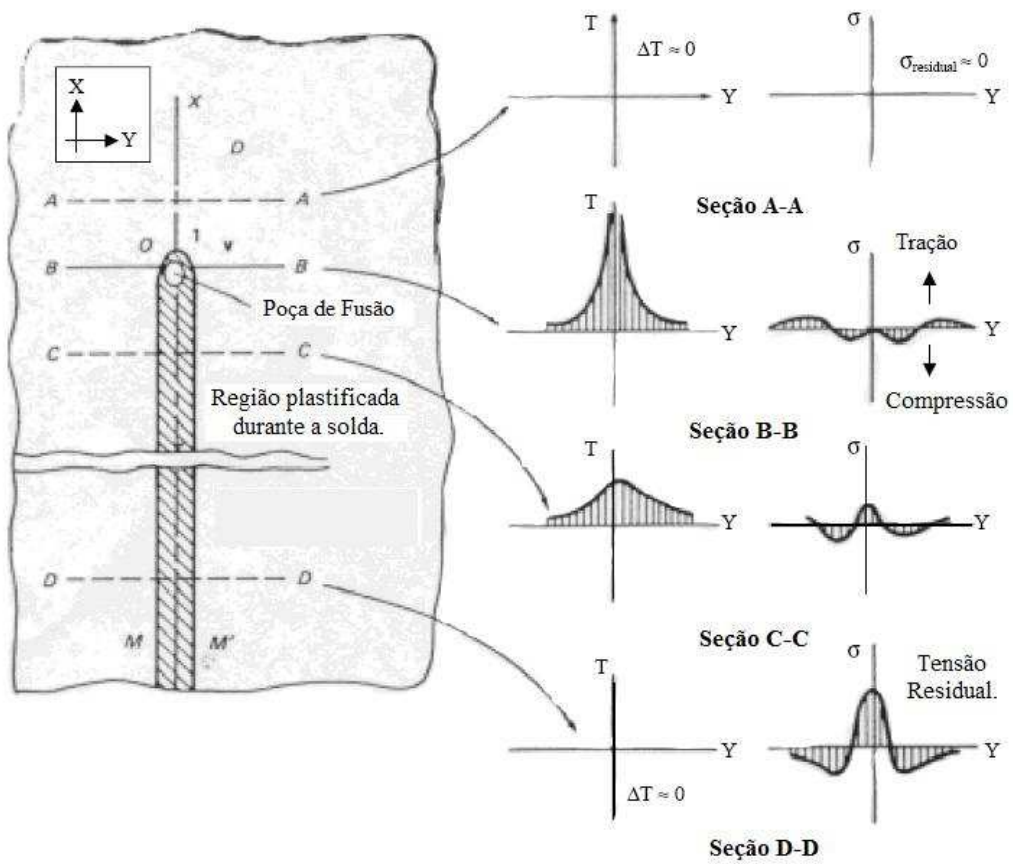 X
Y
X
D
A
A
O
1
v
B
B
Poça de Fusão
C
C
Região plastificada
durante a solda.
D
D
M
M'
T
ΔT ≈ 0
Y
σ
σresidual ≈ 0
Y
Seção A-A
T
Y
σ
Tração
Y
Compressão
Seção B-B
T
Y
σ
Y
Seção C-C
T
Y
ΔT ≈ 0
σ
Tensão
Residual.
Y
Seção D-D